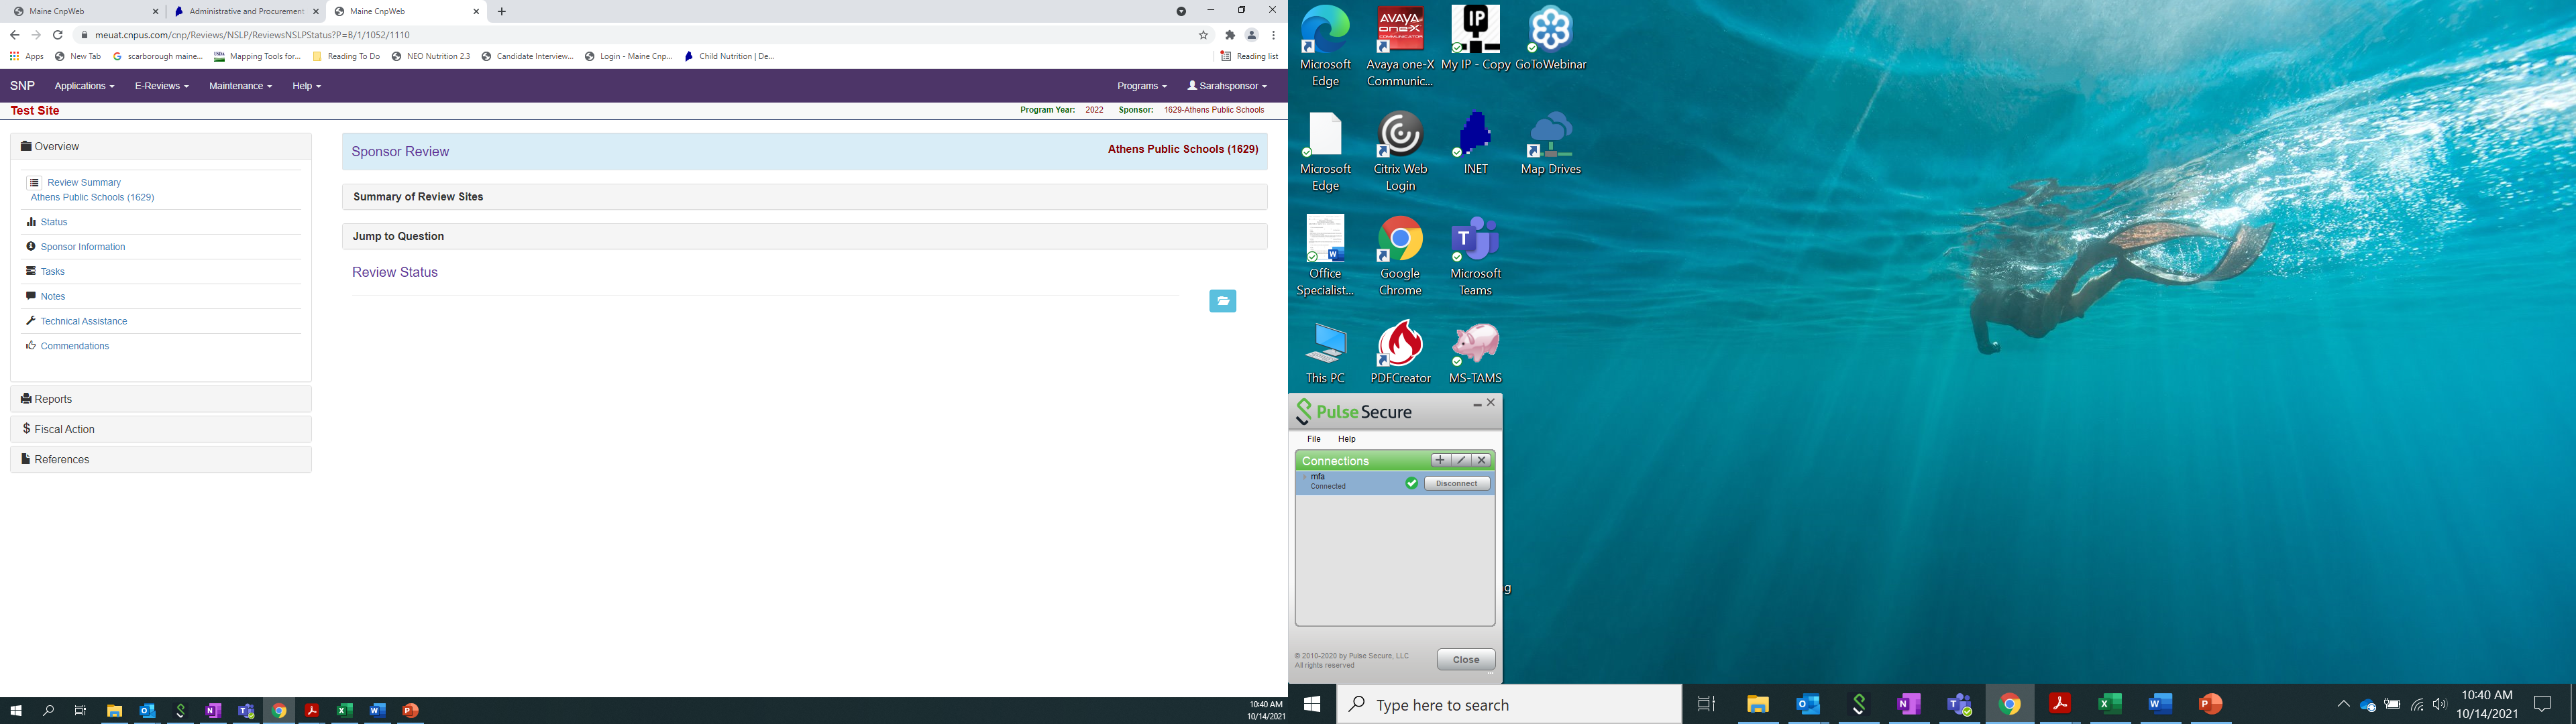 Maine CnpWeb
Administrative and Procurement
Maine CnpWeb
meuat.cnpus.com/cnp/Reviews/NSLP/ReviewsNSLPStatus?P=B/1/1052/1110
Apps
New Tab
scarborough maine...
Mapping Tools for...
Reading To Do
NEO Nutrition 2.3
Candidate Interview...
Login - Maine Cnp...
Child Nutrition | De...
Reading list
SNP
Applications
E-Reviews
Maintenance
Help
Programs
Sarahsponsor
Test Site
Program Year: 2022 Sponsor: 1629-Athens Public Schools
Overview
Review Summary
Athens Public Schools (1629)
Status
Sponsor Information
Tasks
Notes
Technical Assistance
Commendations
Reports
$ Fiscal Action
References
Sponsor Review
Athens Public Schools (1629)
Summary of Review Sites
Jump to Question
Review Status
10:40 AM
10/14/2021
Microsoft
Edge
AVAYA
one-X
COMMUNICATOR
Avaya one-X
Communic...
IP
My IP - Copy
GoToWebinar
Microsoft
Edge
Citrix Web
Login
INET
Map Drives
Office
Specialist...
Google
Chrome
Microsoft
Teams
This PC
PDFCreator
MS-TAMS
Pulse Secure
File
Help
Connections
mfa
Connected
Disconnect
© 2010-2020 by Pulse Secure, LLC
All rights reserved
Close
.g
Type here to search
10:40 AM
10/14/2021